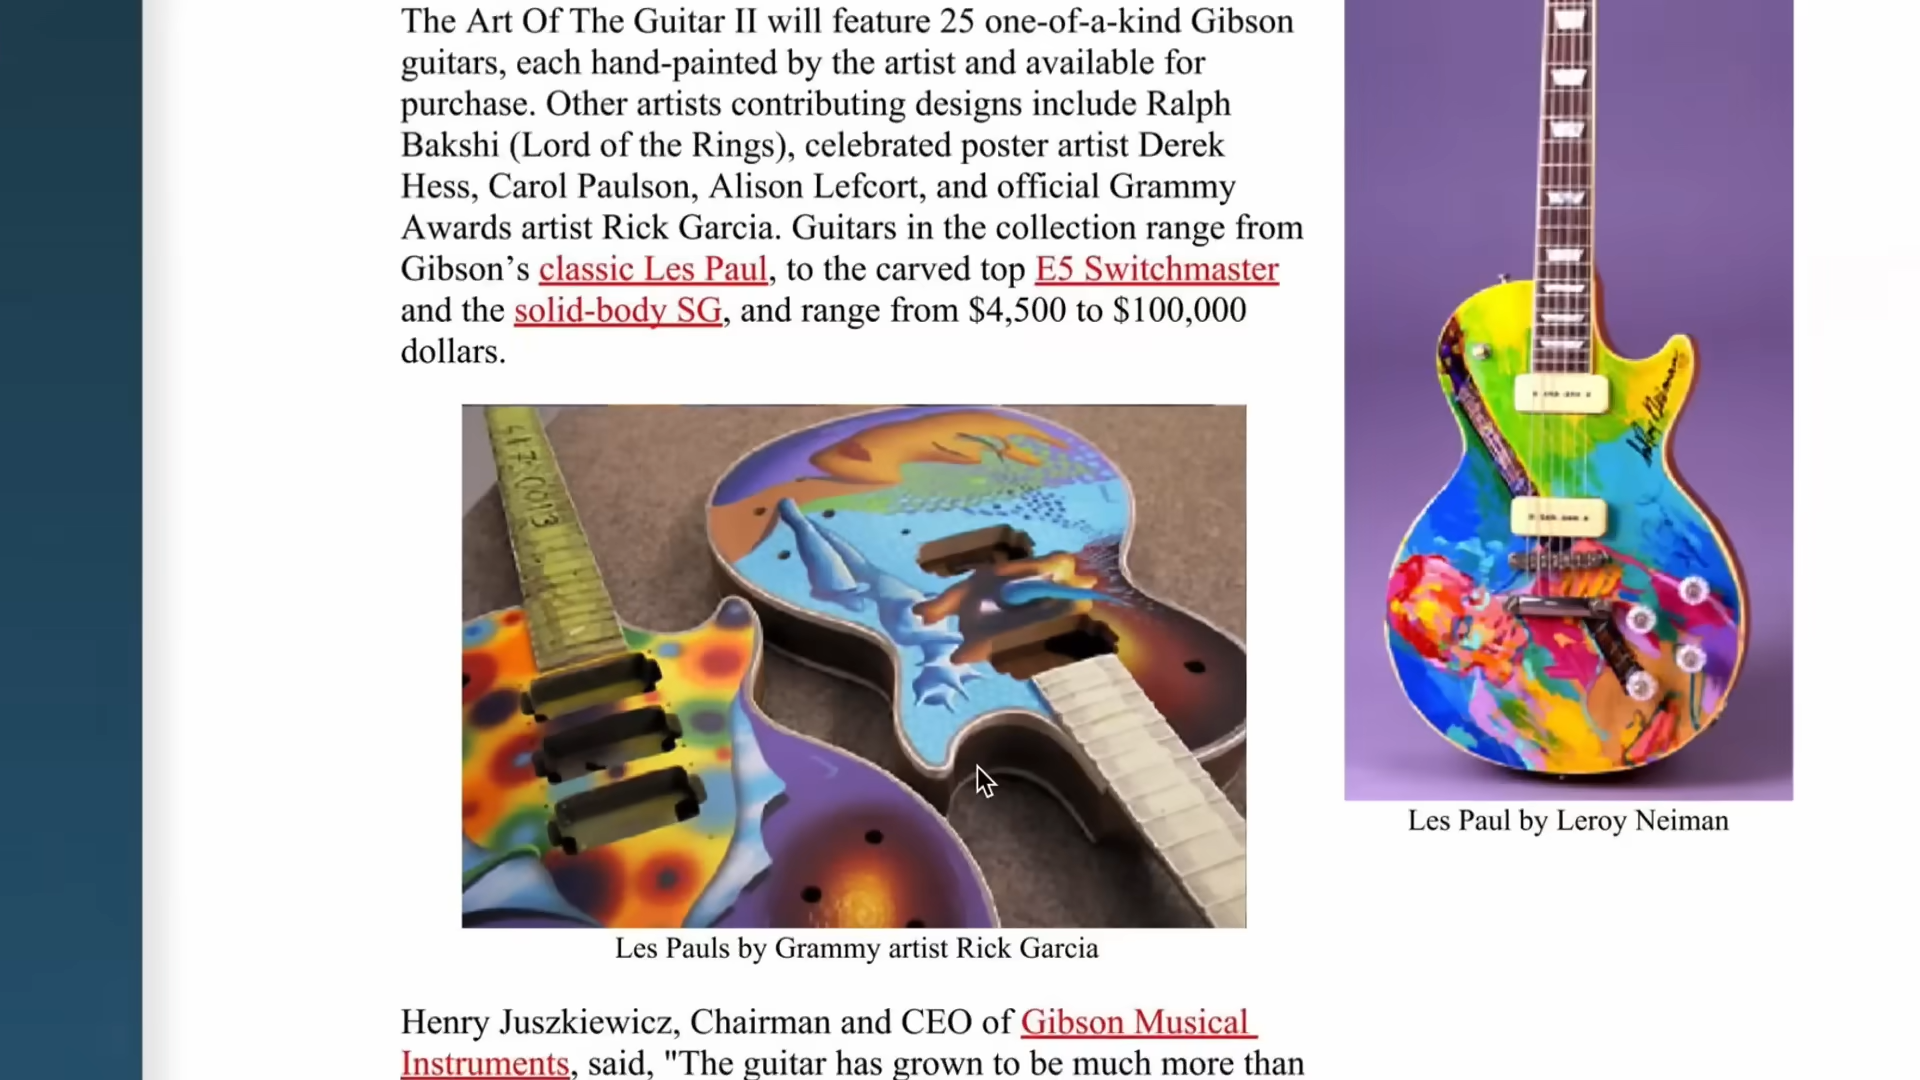 The Art Of The Guitar II will feature 25 one-of-a-kind Gibson
guitars, each hand-painted by the artist and available for
purchase. Other artists contributing designs include Ralph
Bakshi (Lord of the Rings), celebrated poster artist Derek
Hess, Carol Paulson, Alison Lefcort, and official Grammy
Awards artist Rick Garcia. Guitars in the collection range from
Gibson’s classic Les Paul, to the carved top E5 Switchmaster
and the solid-body SG, and range from $4,500 to $100,000
dollars.
Les Pauls by Grammy artist Rick Garcia
Henry Juszkiewicz, Chairman and CEO of Gibson Musical
Instruments, said, "The guitar has grown to be much more than
Les Paul by Leroy Neiman